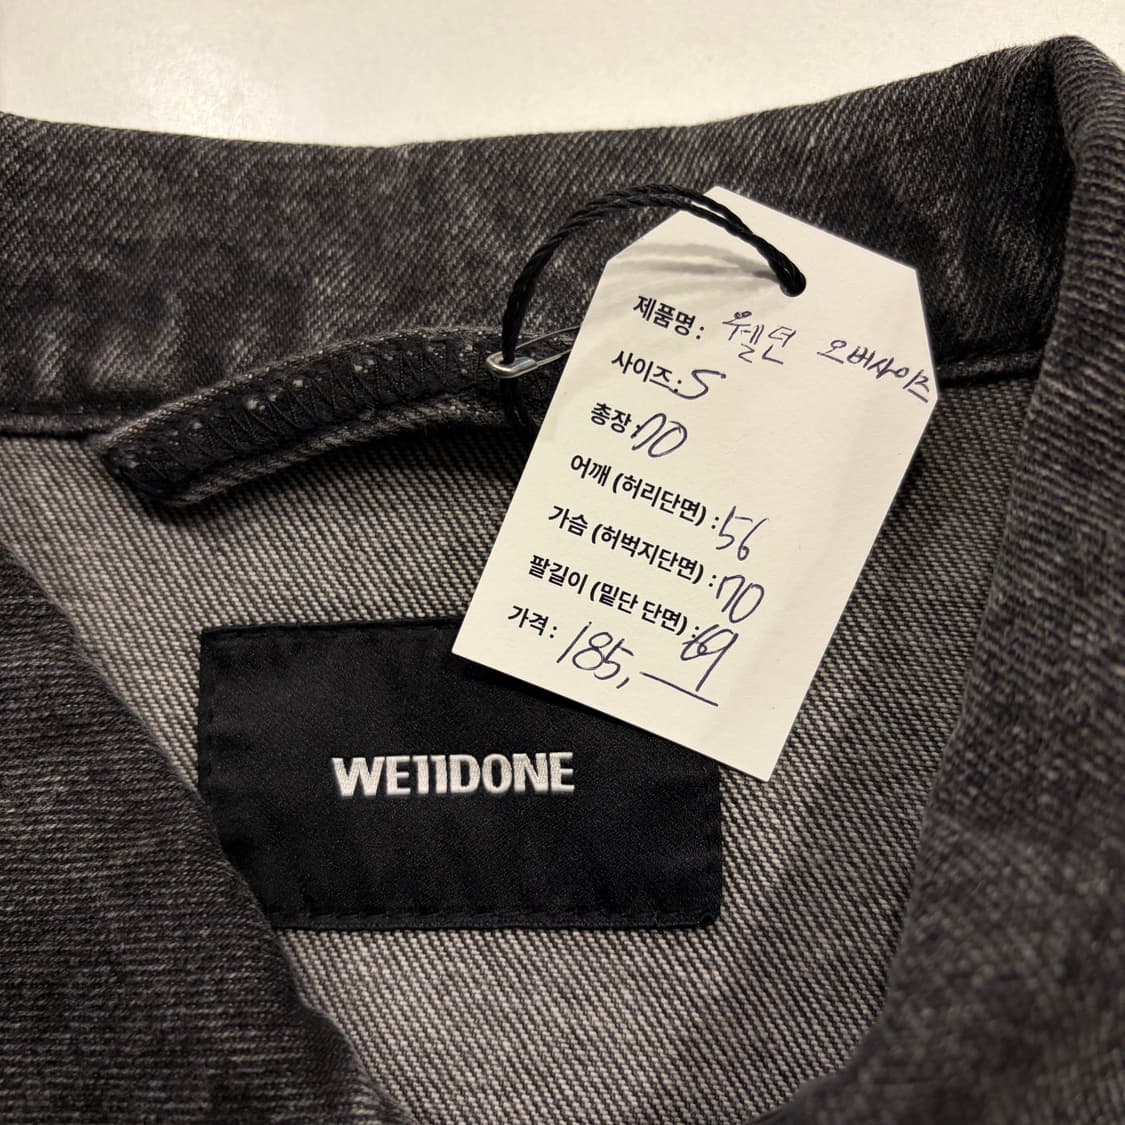 제품명: 웰던 오버사이즈
사이즈: S
총장: 70
어깨 (허리단면) : 56
가슴 (허벅지단면) : 70
팔길이 (밑단 단면) : 69
가격: 185,—
WE11DONE